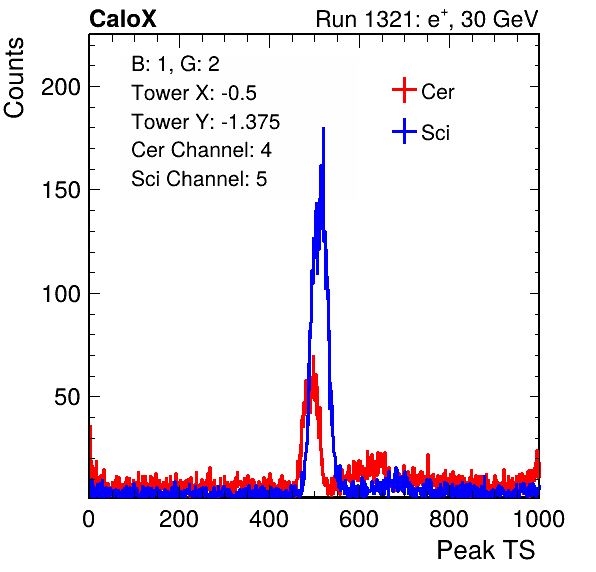 CaloX Run 1321: e⁺, 30 GeV
Counts
B: 1, G: 2
Tower X: -0.5
Tower Y: -1.375
Cer Channel: 4
Sci Channel: 5
Cer
Sci
200
150
100
50
0 200 400 600 800 1000
Peak TS